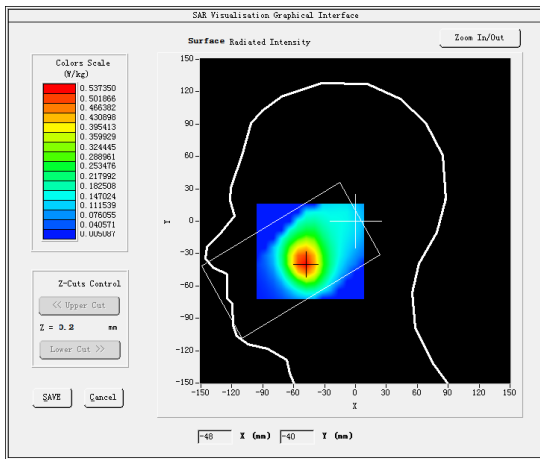 SAR Visualisation Graphical Interface
Surface Radiated Intensity
Zoom In/Out
Colors Scale
(W/kg)
0.537350
0.501866
0.466382
0.430898
0.395413
0.359929
0.324445
0.288961
0.253476
0.217992
0.182508
0.147024
0.111539
0.076055
0.040571
0.005087
Z-Cuts Control
<< Upper Cut
Z = 0.2 mm
Lower Cut >>
SAVE Cancel
150
120
90
60
30
0
-30
-60
-90
-120
-150
Y
-150 -120 -90 -60 -30 0 30 60 90 120 150
X
-48 X (mm) -40 Y (mm)